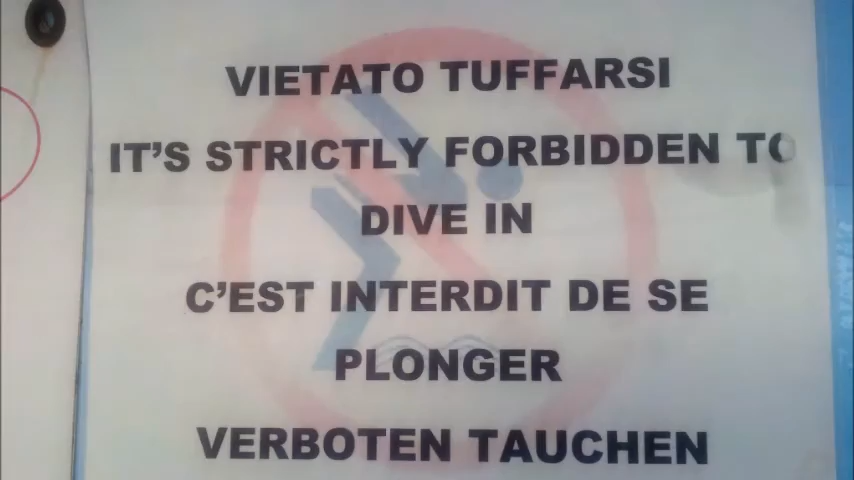 VIETATO TUFFARSI
IT'S STRICTLY FORBIDDEN TO
DIVE IN
C'EST INTERDIT DE SE
PLONGER
VERBOTEN TAUCHEN